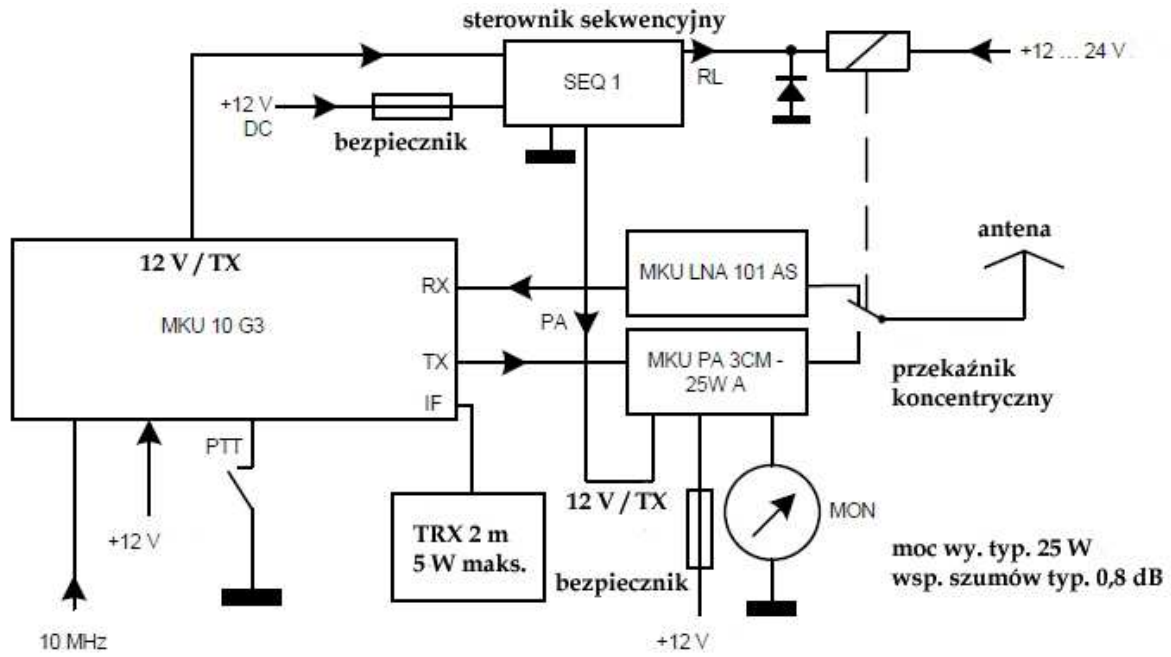 sterownik sekwencyjny
SEQ 1
RL
+12 ... 24 V
+12 V
DC
bezpiecznik
12 V / TX
MKU 10 G3
RX
TX
IF
PA
MKU LNA 101 AS
MKU PA 3CM -
25W A
antena
przekaźnik
koncentryczny
PTT
+12 V
10 MHz
TRX 2 m
5 W maks.
12 V / TX
bezpiecznik
+12 V
MON
moc wy. typ. 25 W
wsp. szumów typ. 0,8 dB